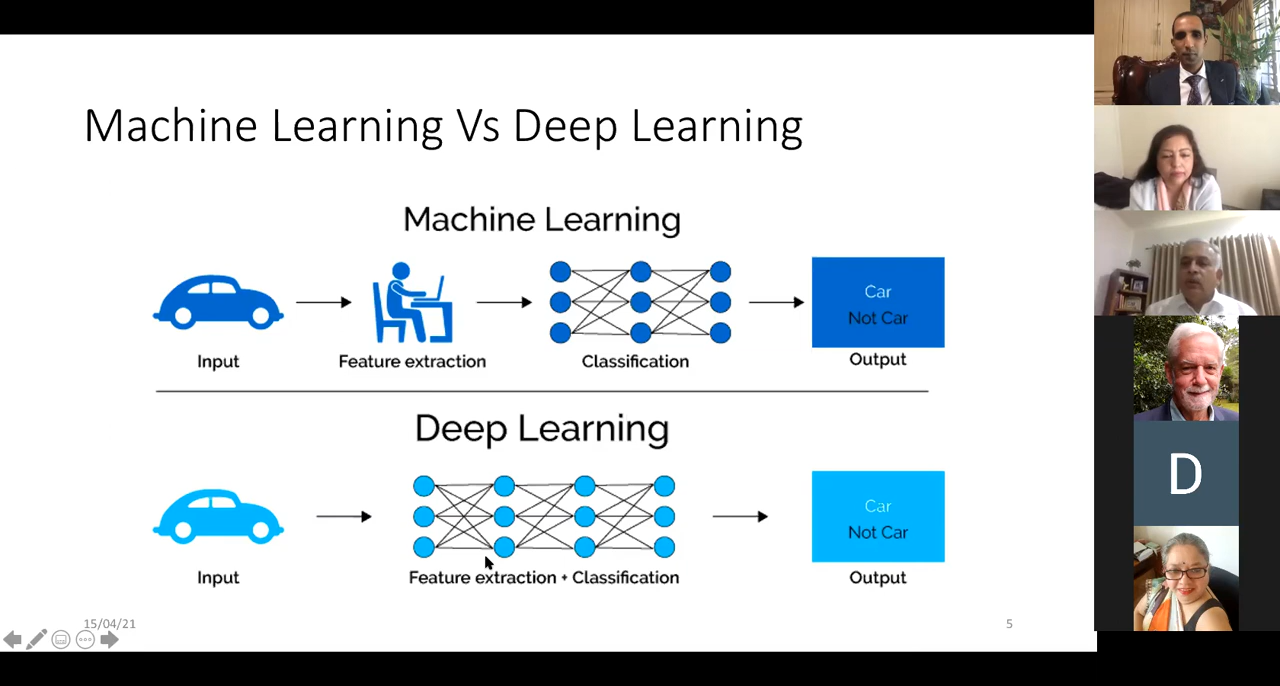 Machine Learning Vs Deep Learning
Machine Learning
Input
Feature extraction
Classification
Car
Not Car
Output
Deep Learning
Input
Feature extraction + Classification
Car
Not Car
Output
15/04/21
5
D